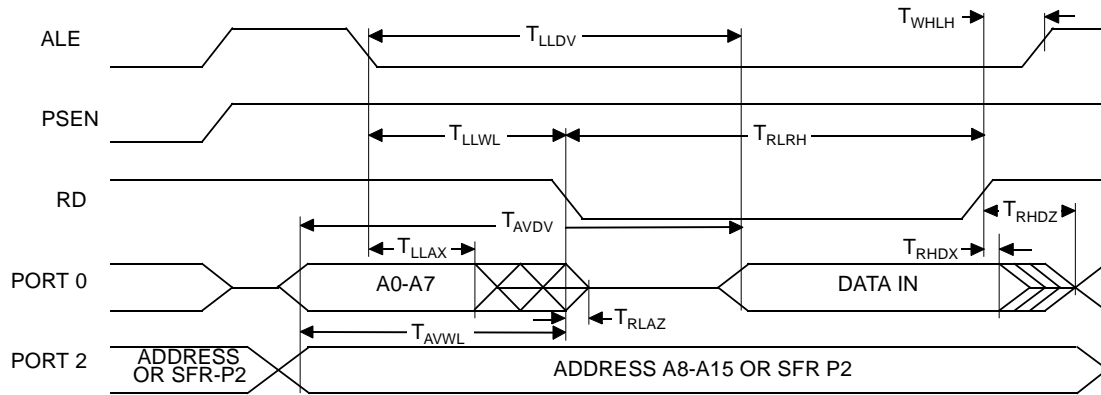 T_WHLH
ALE
T_LLDV
PSEN
T_LLWL
T_RLRH
RD
T_AVDV
T_RHDZ
T_LLAX
T_RHDX
PORT 0
A0-A7
DATA IN
T_RLAZ
T_AVWL
PORT 2
ADDRESS
OR SFR-P2
ADDRESS A8-A15 OR SFR P2